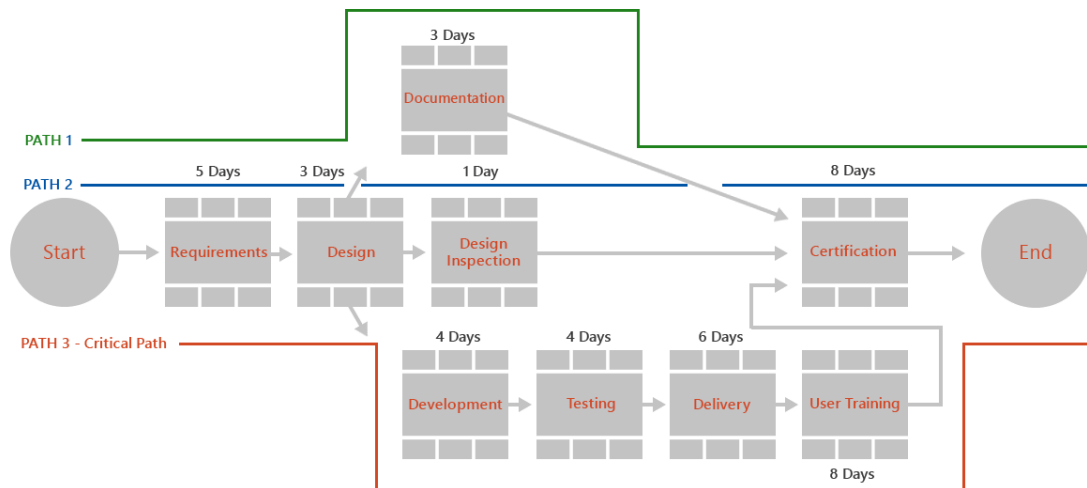 3 Days
Documentation
PATH 1
5 Days
3 Days
1 Day
8 Days
PATH 2
Start
Requirements
Design
Design
Inspection
Certification
End
PATH 3 - Critical Path
4 Days
4 Days
6 Days
Development
Testing
Delivery
User Training
8 Days